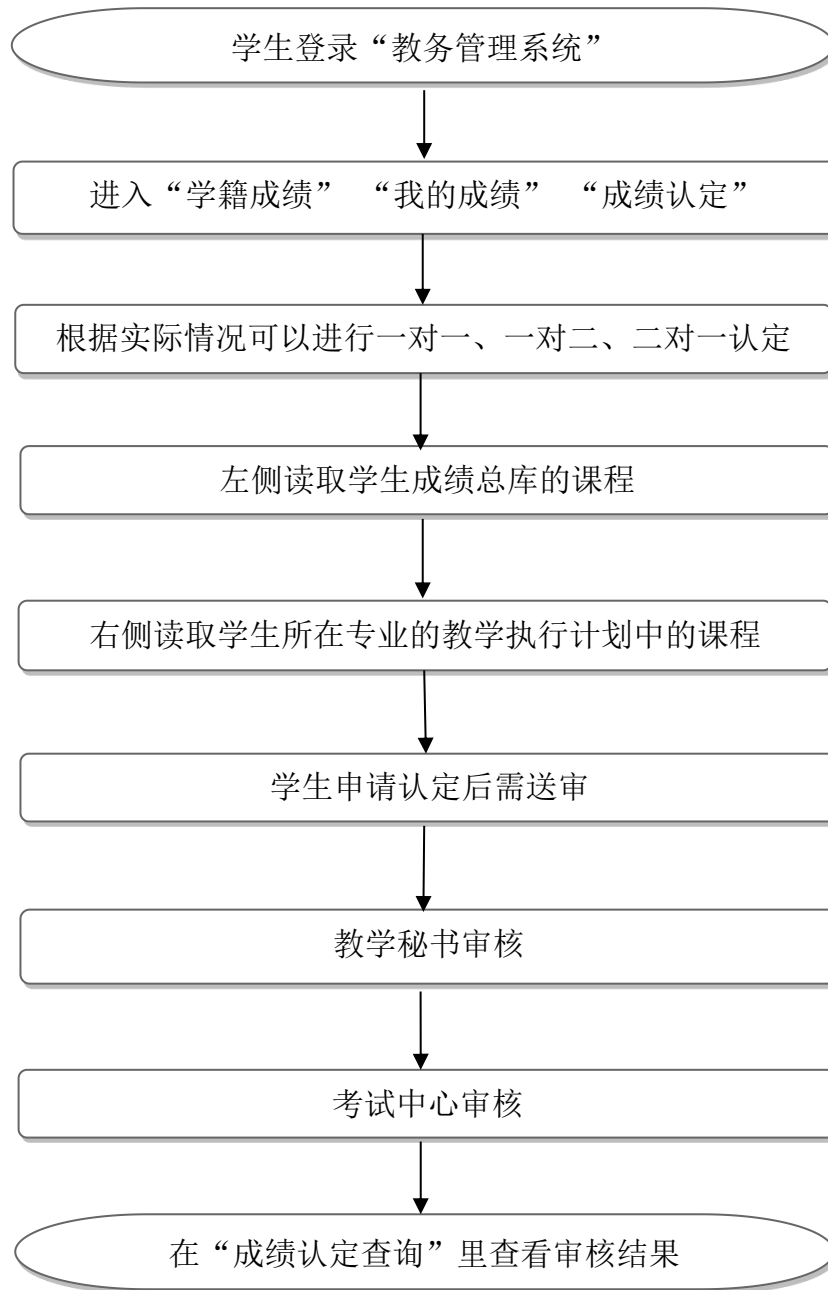 学生登录“教务管理系统”
进入“学籍成绩” “我的成绩” “成绩认定”
根据实际情况可以进行一对一、一对二、二对一认定
左侧读取学生成绩总库的课程
右侧读取学生所在专业的教学执行计划中的课程
学生申请认定后需送审
教学秘书审核
考试中心审核
在“成绩认定查询”里查看审核结果